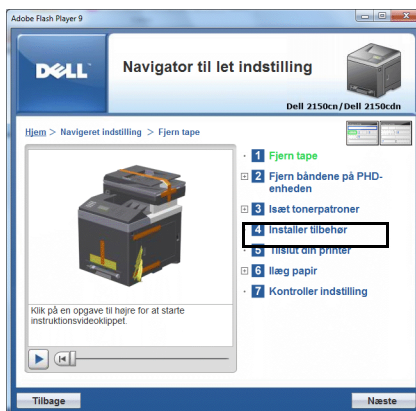 Adobe Flash Player 9
DELL
Navigator til let indstilling
Dell 2150cn/Dell 2150cdn
Hjem > Navigeret indstilling > Fjern tape
1 Fjern tape
2 Fjern båndene på PHD-
enheden
3 Isæt tonerpatroner
4 Installer tilbehør
5 Tilslut din printer
6 Ilæg papir
7 Kontroller indstilling
Klik på en opgave til højre for at starte
instruktionsvideoklippet.
Tilbage
Næste